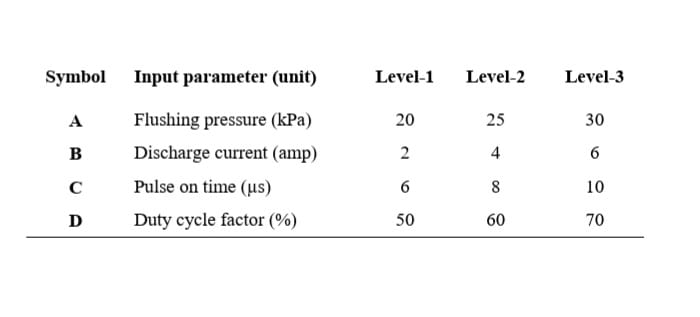 Symbol Input parameter (unit) Level-1 Level-2 Level-3
A Flushing pressure (kPa) 20 25 30
B Discharge current (amp) 2 4 6
C Pulse on time (μs) 6 8 10
D Duty cycle factor (%) 50 60 70